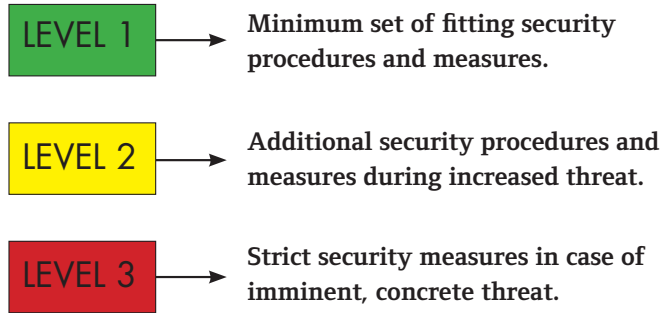 LEVEL 1
Minimum set of fitting security
procedures and measures.
LEVEL 2
Additional security procedures and
measures during increased threat.
LEVEL 3
Strict security measures in case of
imminent, concrete threat.